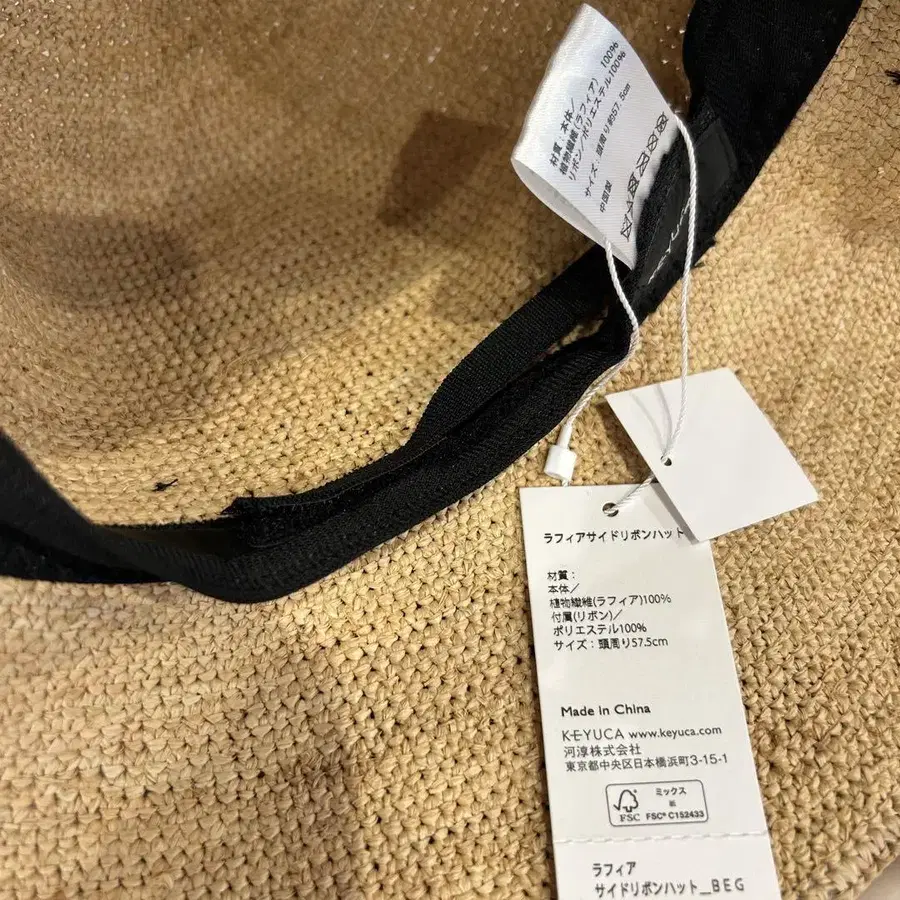 材質:本体/
植物繊維(ラフィア) 100%
リボン/ポリエステル100%
サイズ:頭周り約57.5cm
中国製
KEYUCA
ラフィアサイドリボンハット
材質:
本体/
植物繊維(ラフィア)100%
付属(リボン)/
ポリエステル100%
サイズ:頭周り57.5cm
Made in China
KEYUCA www.keyuca.com
河淳株式会社
東京都中央区日本橋浜町3-15-1
FSC
ミックス
紙
FSC® C152433
ラフィア
サイドリボンハット_BEG